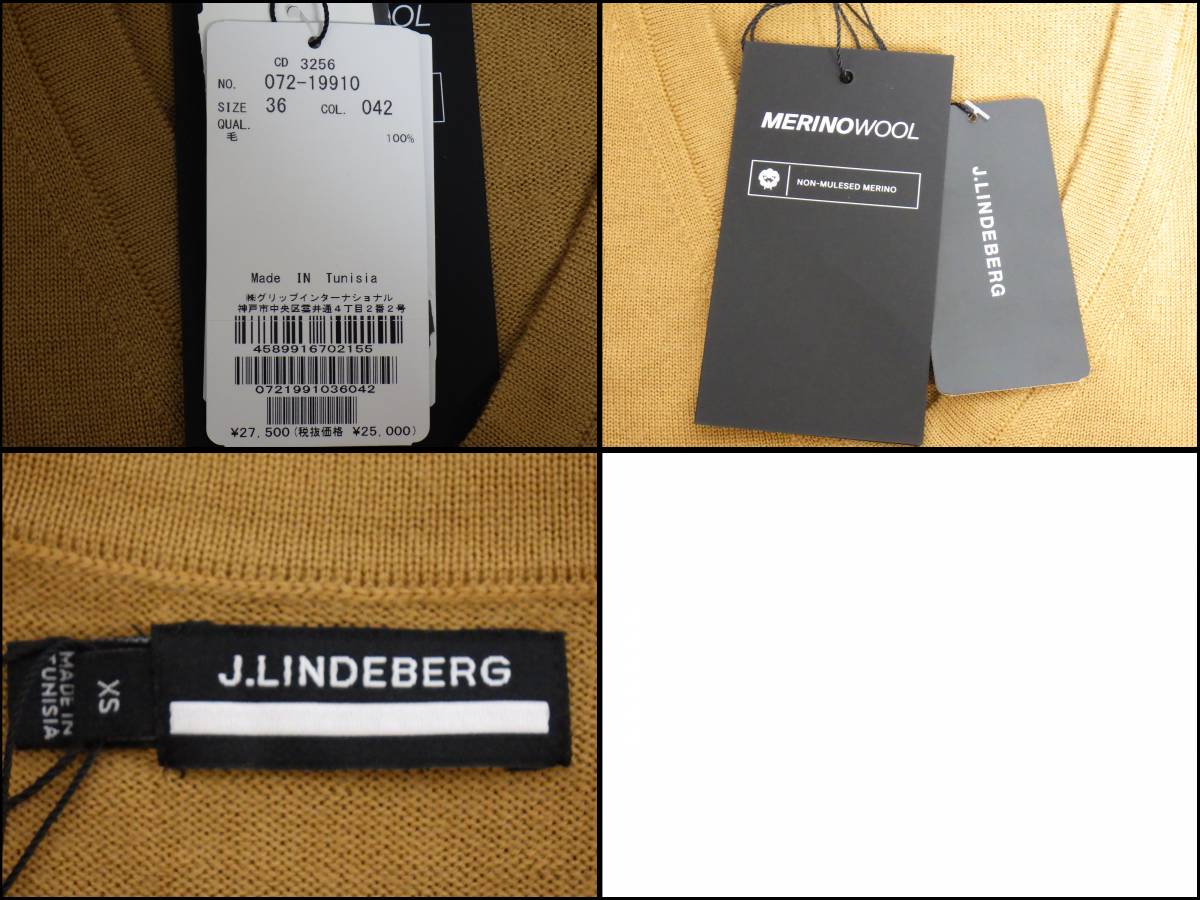 OOL
CD 3256
NO. 072-19910
SIZE 36 COL. 042
QUAL.
毛 100%
Made IN Tunisia
㈱グリップインターナショナル
神戸市中央区雲井通4丁目2番2号
4589916702155
0721991036042
¥27,500(税抜価格 ¥25,000)
MERINOWOOL
NON-MULESED MERINO
J.LINDEBERG
MADE IN
TUNISIA
XS
J.LINDEBERG